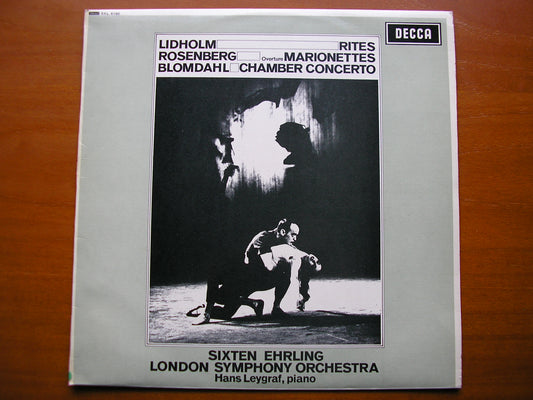 DECCA
LIDHOLM RITES
ROSENBERG Overture MARIONETTES
BLOMDAHL CHAMBER CONCERTO
SIXTEN EHRLING
LONDON SYMPHONY ORCHESTRA
Hans Leygraf, piano